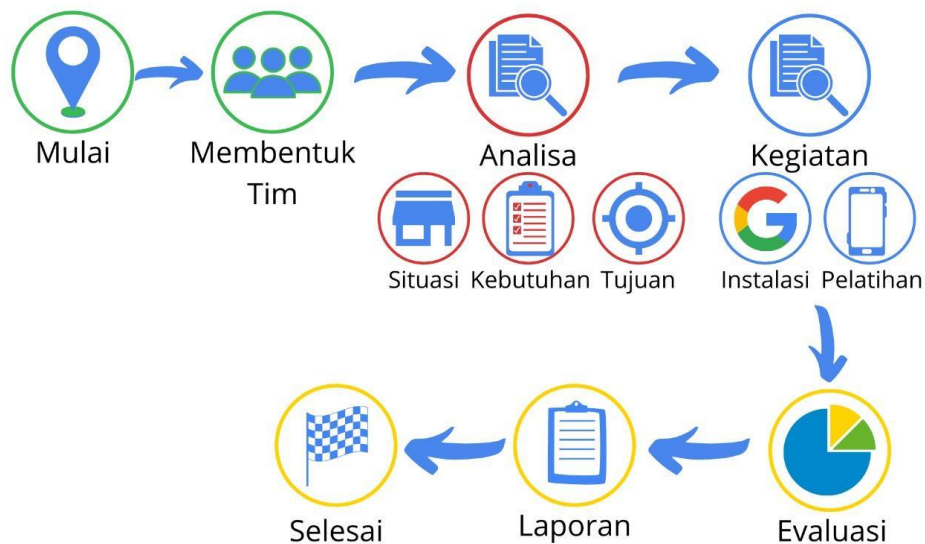 Mulai
Membentuk
Tim
Analisa
Kegiatan
Situasi
Kebutuhan
Tujuan
Instalasi
Pelatihan
Selesai
Laporan
Evaluasi